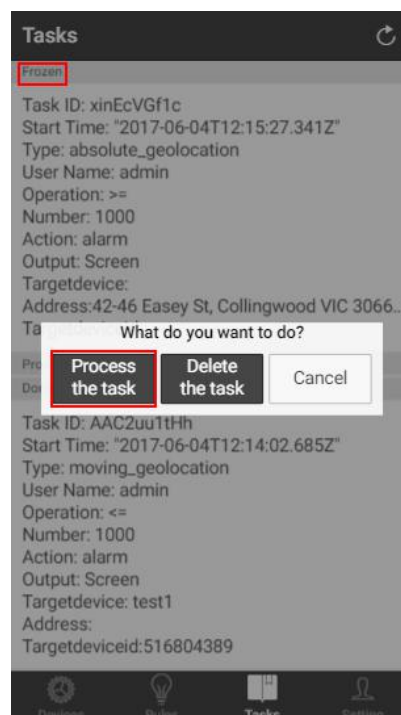 Tasks
Frozen
Task ID: xinEcVGf1c
Start Time: "2017-06-04T12:15:27.341Z"
Type: absolute_geolocation
User Name: admin
Operation: >=
Number: 1000
Action: alarm
Output: Screen
Targetdevice:
Address:42-46 Easey St, Collingwood VIC 3066..
Ta
What do you want to do?
Process
the task
Delete
the task
Cancel
Task ID: AAC2uu1tHh
Start Time: "2017-06-04T12:14:02.685Z"
Type: moving_geolocation
User Name: admin
Operation: <=
Number: 1000
Action: alarm
Output: Screen
Targetdevice: test1
Address:
Targetdeviceid:516804389
Devices
Rules
Tasks
Setting